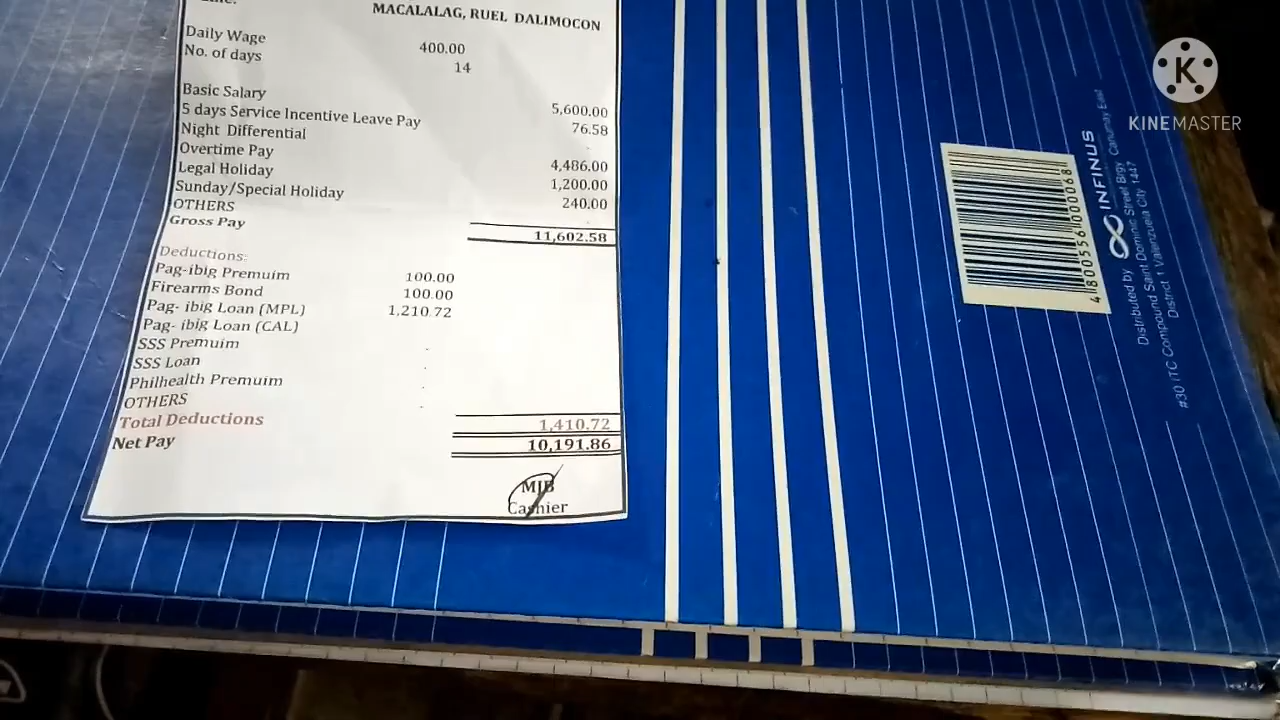 MACALALAG, RUEL DALIMOCON
Daily Wage 400.00
No. of days 14
Basic Salary 5,600.00
5 days Service Incentive Leave Pay 76.58
Night Differential
Overtime Pay 4,486.00
Legal Holiday 1,200.00
Sunday/Special Holiday 240.00
OTHERS
Gross Pay 11,602.58
Deductions:
Pag-ibig Premuim 100.00
Firearms Bond 100.00
Pag- ibig Loan (MPL) 1,210.72
Pag- ibig Loan (CAL)
SSS Premuim
SSS Loan
Philhealth Premuim
OTHERS
Total Deductions 1,410.72
Net Pay 10,191.86
MJB
Cashier
K
KINEMASTER
Distributed by INFINUS
#30 ITC Compound Saint Dominic Street Brgy Canumay East
District 1 Valenzuela City 1447